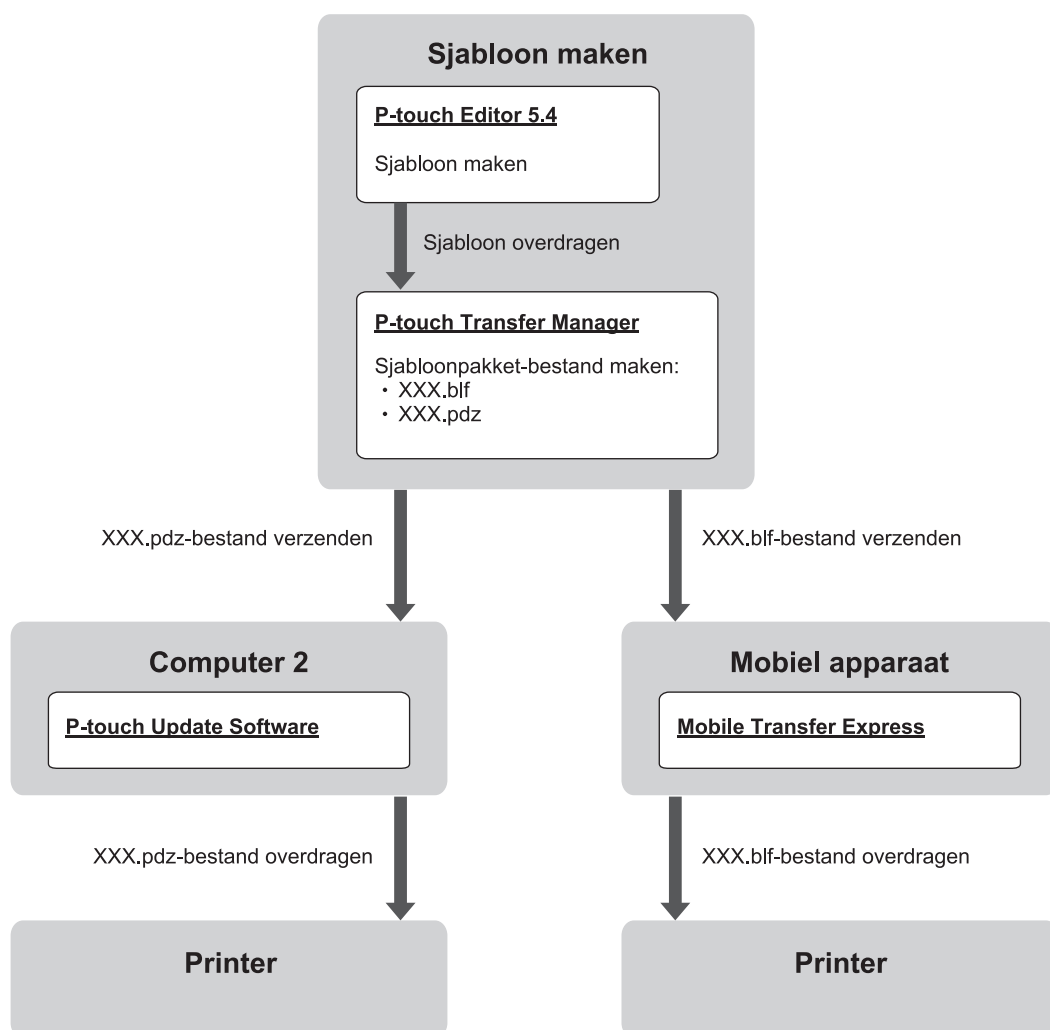 Sjabloon maken
P-touch Editor 5.4
Sjabloon maken
Sjabloon overdragen
P-touch Transfer Manager
Sjabloonpakket-bestand maken:
・ XXX.blf
・ XXX.pdz
XXX.pdz-bestand verzenden
XXX.blf-bestand verzenden
Computer 2
P-touch Update Software
Mobiel apparaat
Mobile Transfer Express
XXX.pdz-bestand overdragen
XXX.blf-bestand overdragen
Printer
Printer